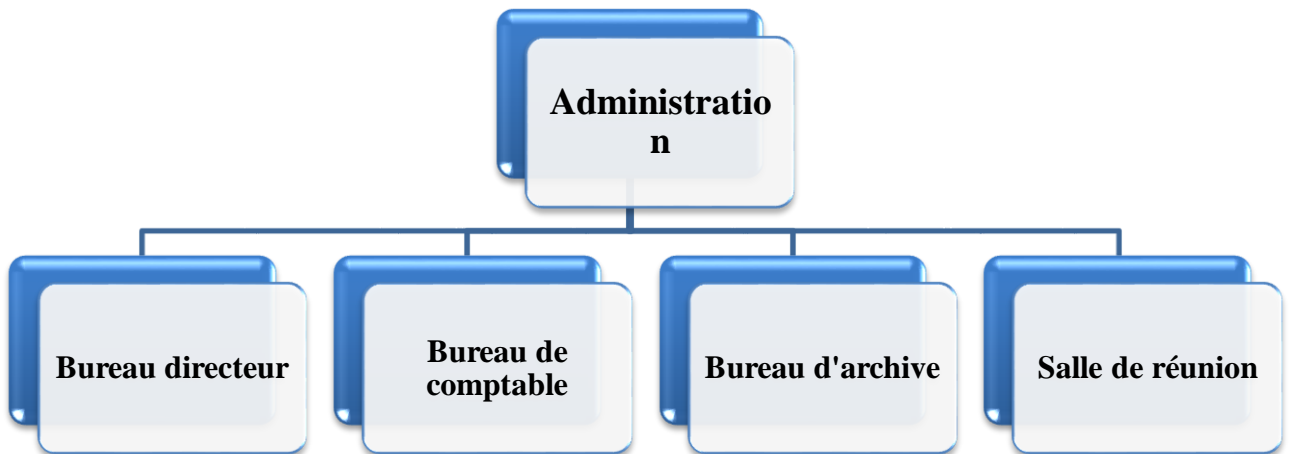 Administratio
n
Bureau directeur
Bureau de
comptable
Bureau d'archive
Salle de réunion